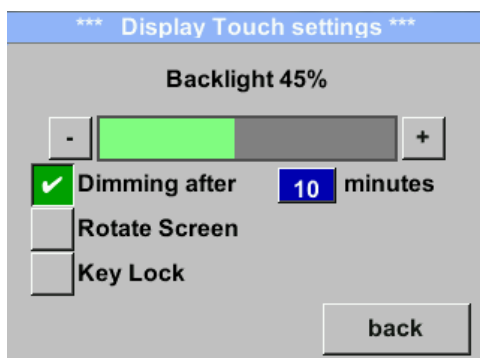 *** Display Touch settings ***
Backlight 45%
- +
Dimming after 10 minutes
Rotate Screen
Key Lock
back